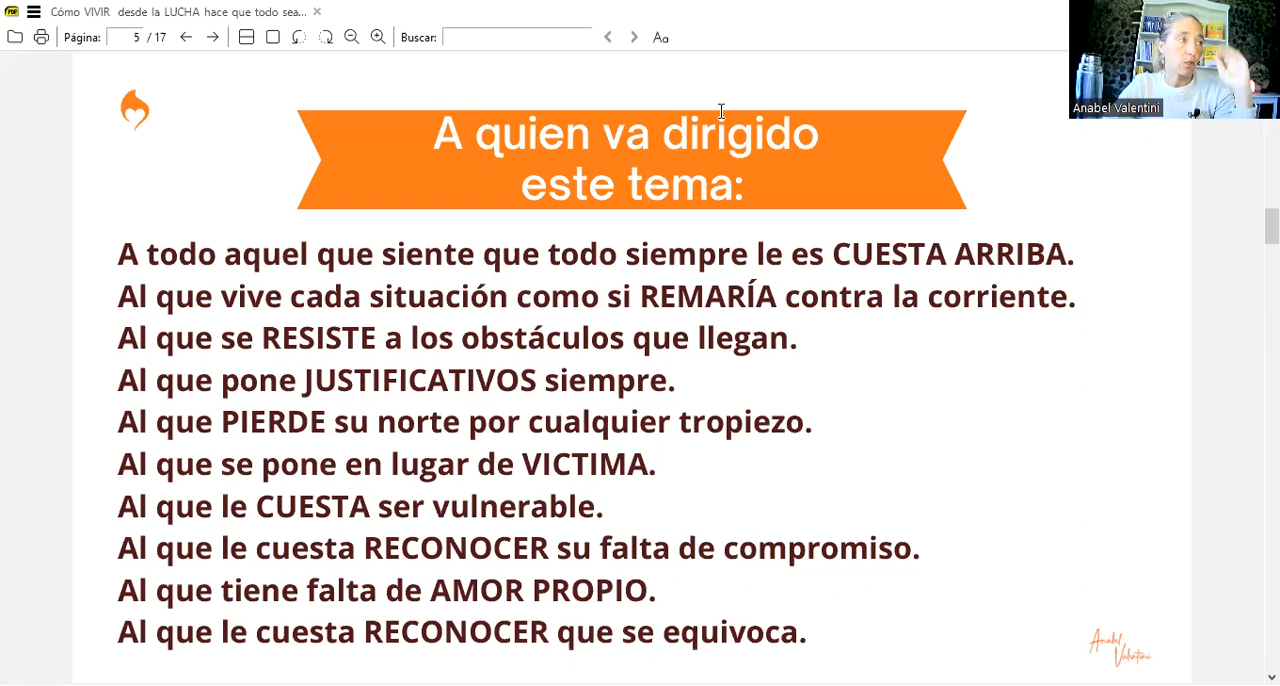 Cómo VIVIR desde la LUCHA hace que todo sea...
Página: 5 / 17
Buscar:
Aa
Anabel Valentini
A quien va dirigido
este tema:
A todo aquel que siente que todo siempre le es CUESTA ARRIBA.
Al que vive cada situación como si REMARÍA contra la corriente.
Al que se RESISTE a los obstáculos que llegan.
Al que pone JUSTIFICATIVOS siempre.
Al que PIERDE su norte por cualquier tropiezo.
Al que se pone en lugar de VICTIMA.
Al que le CUESTA ser vulnerable.
Al que le cuesta RECONOCER su falta de compromiso.
Al que tiene falta de AMOR PROPIO.
Al que le cuesta RECONOCER que se equivoca.
Anabel
Valentini